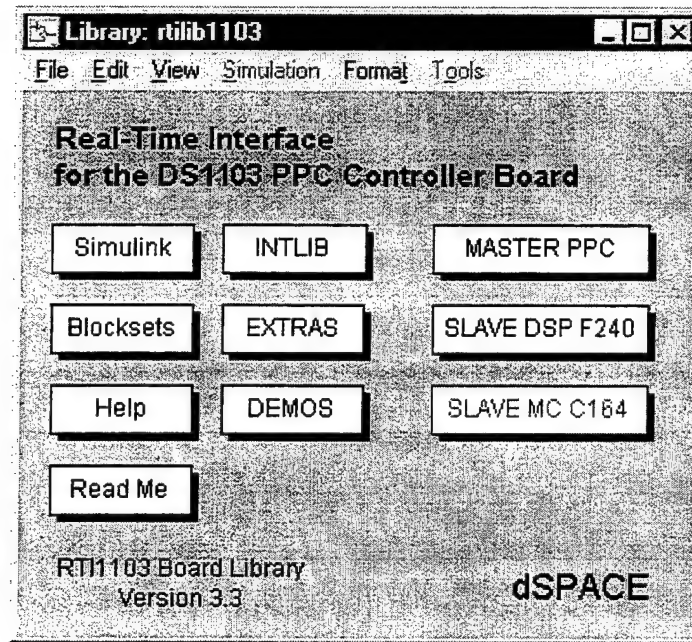 Library: rtilib1103
File Edit View Simulation Format Tools
Real-Time Interface
for the DS1103 PPC Controller Board
Simulink INTLIB MASTER PPC
Blocksets EXTRAS SLAVE DSP F240
Help DEMOS SLAVE MC C164
Read Me
RTI1103 Board Library
Version 3.3
dSPACE